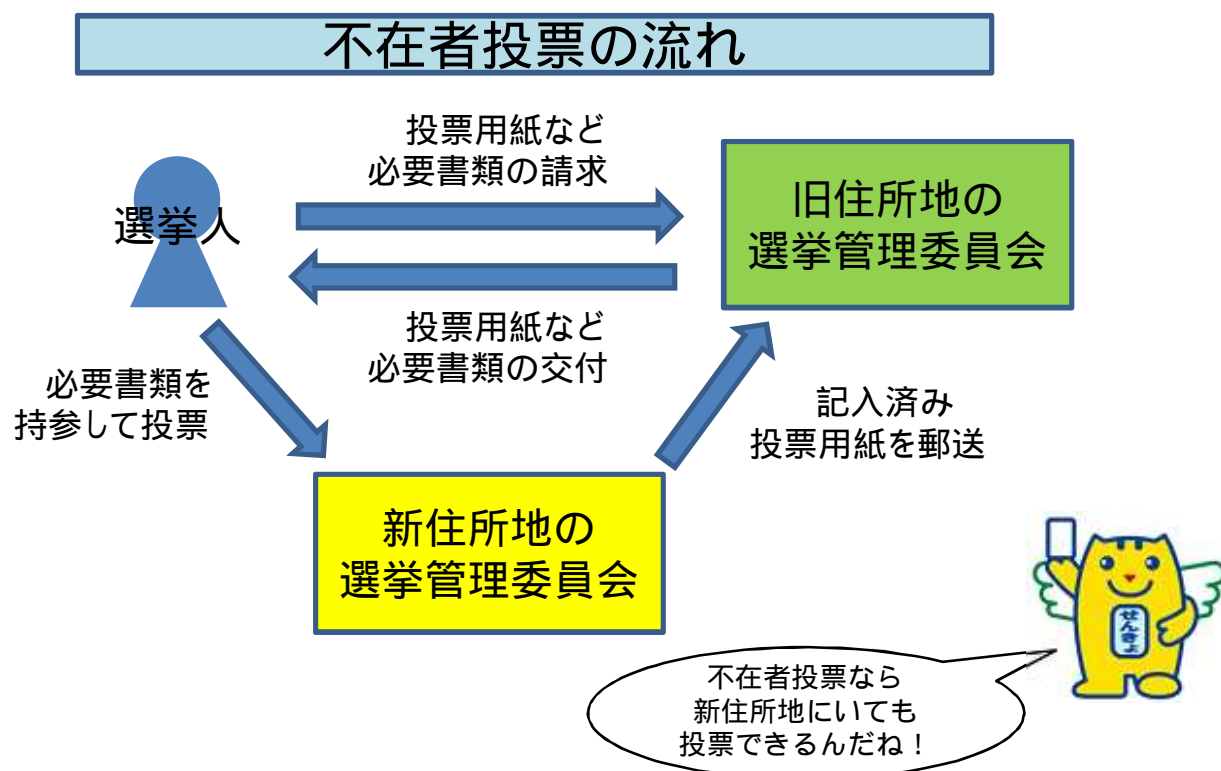 不在者投票の流れ
投票用紙など
必要書類の請求
選挙人
旧住所地の
選挙管理委員会
投票用紙など
必要書類の交付
必要書類を
持参して投票
記入済み
投票用紙を郵送
新住所地の
選挙管理委員会
せんきょ
不在者投票なら
新住所地にいても
投票できるんだね！